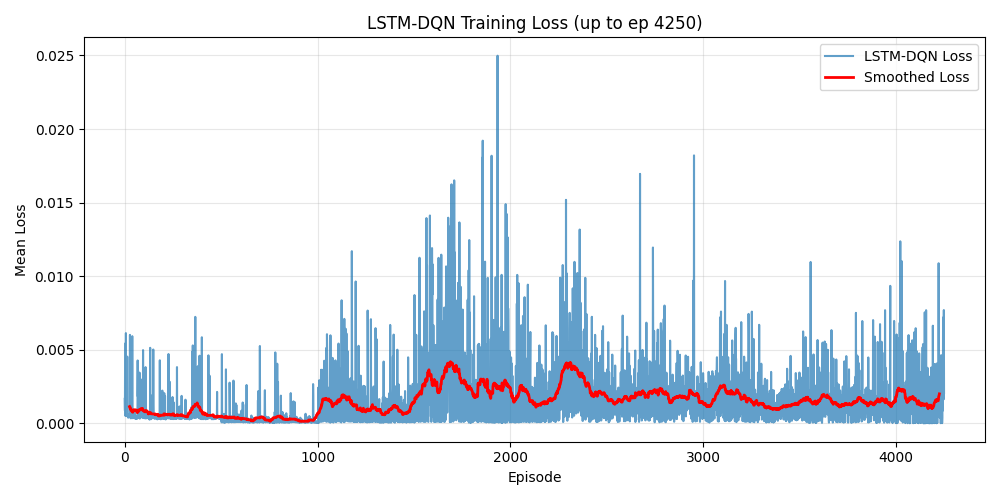 LSTM-DQN Training Loss (up to ep 4250)
LSTM-DQN Loss
Smoothed Loss
Mean Loss
0.025
0.020
0.015
0.010
0.005
0.000
0 1000 2000 3000 4000
Episode